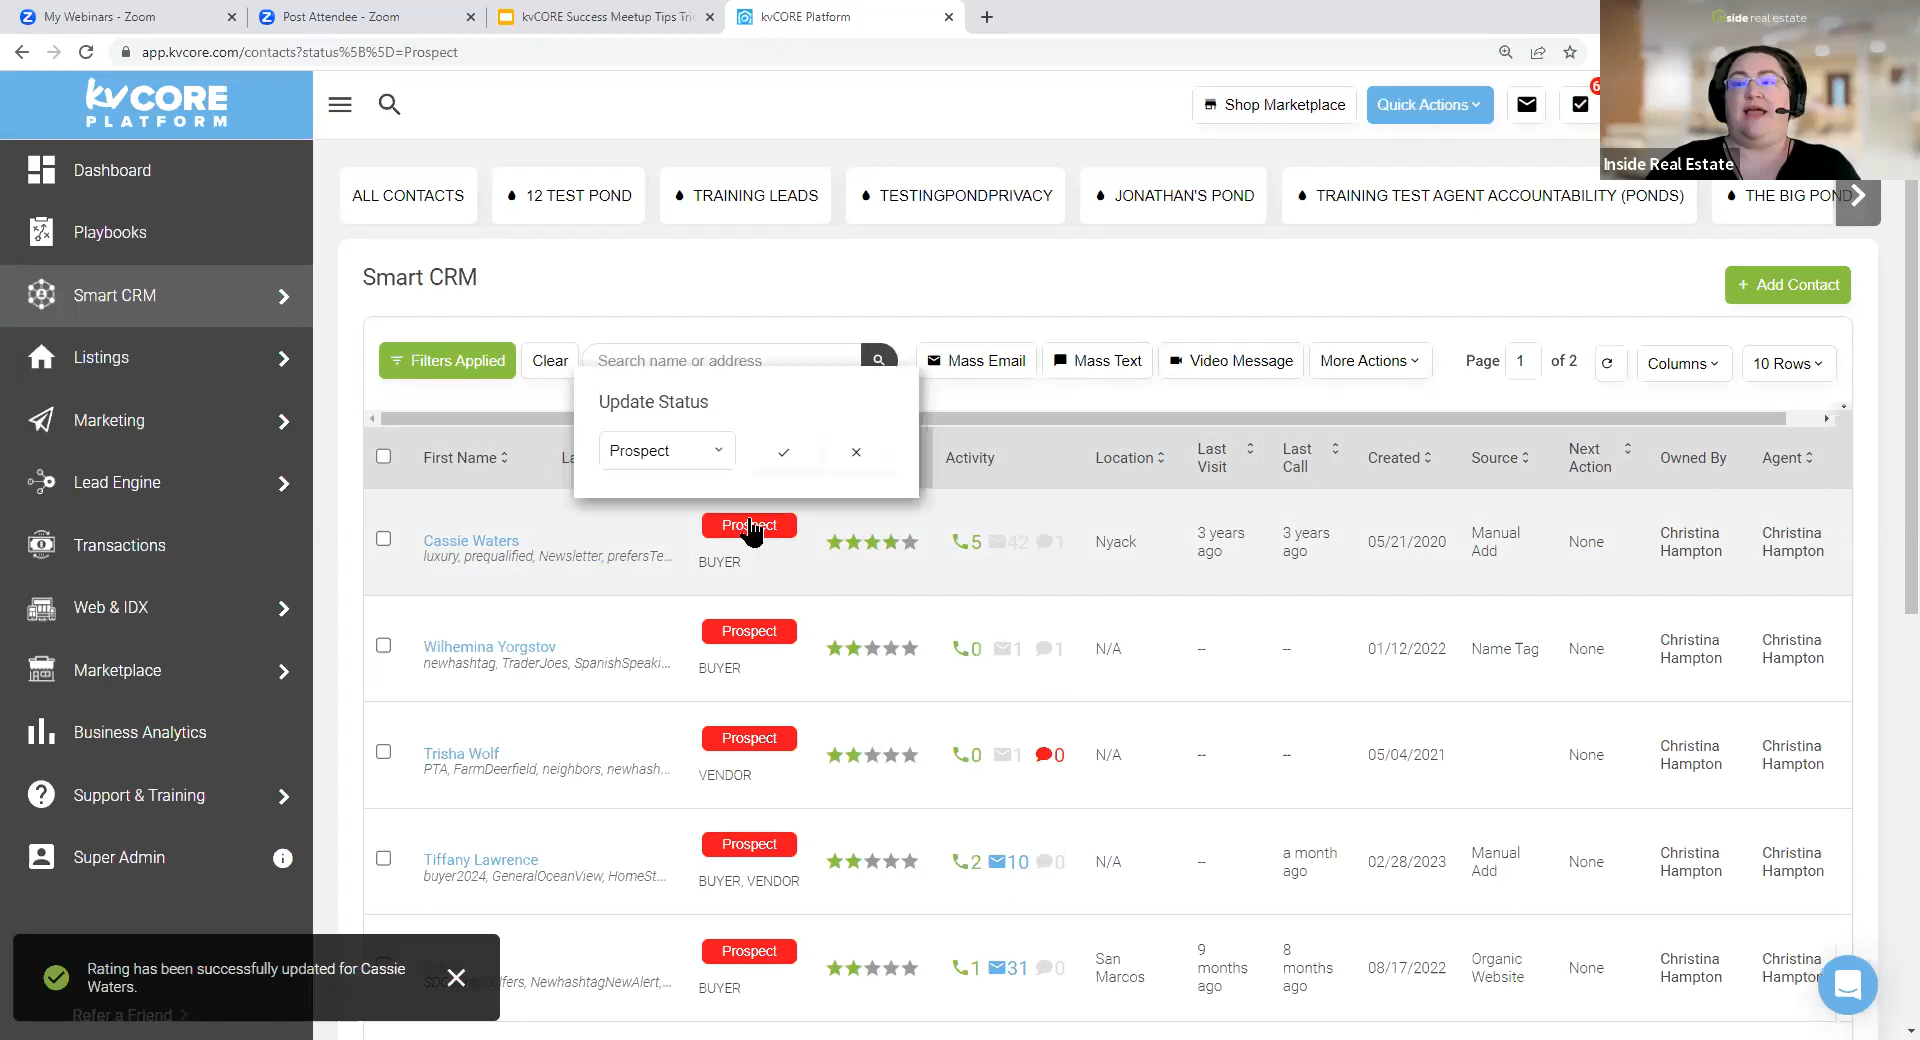 My Webinars - Zoom
Post Attendee - Zoom
kvCORE Success Meetup Tips Tric
kvCORE Platform
app.kvcore.com/contacts?status%5B%5D=Prospect
inside real estate
Inside Real Estate
kvCORE
PLATFORM
Shop Marketplace
Quick Actions
6
Dashboard
Playbooks
Smart CRM
Listings
Marketing
Lead Engine
Transactions
Web & IDX
Marketplace
Business Analytics
Support & Training
Super Admin
Refer a Friend
ALL CONTACTS
12 TEST POND
TRAINING LEADS
TESTINGPONDPRIVACY
JONATHAN'S POND
TRAINING TEST AGENT ACCOUNTABILITY (PONDS)
THE BIG POND
Smart CRM
+ Add Contact
Filters Applied
Clear
Search name or address
Mass Email
Mass Text
Video Message
More Actions
Page 1 of 2
Columns
10 Rows
Update Status
Prospect
First Name
La
Activity
Location
Last Visit
Last Call
Created
Source
Next Action
Owned By
Agent
Cassie Waters
luxury, prequalified, Newsletter, prefersTe...
Prospect
BUYER
5 42 1
Nyack
3 years ago
3 years ago
05/21/2020
Manual Add
None
Christina Hampton
Christina Hampton
Wilhemina Yorgstov
newhashtag, TraderJoes, SpanishSpeaki...
Prospect
BUYER
0 1 1
N/A
--
--
01/12/2022
Name Tag
None
Christina Hampton
Christina Hampton
Trisha Wolf
PTA, FarmDeerfield, neighbors, newhash...
Prospect
VENDOR
0 1 0
N/A
--
--
05/04/2021
None
Christina Hampton
Christina Hampton
Tiffany Lawrence
buyer2024, GeneralOceanView, HomeSt...
Prospect
BUYER, VENDOR
2 10 0
N/A
--
a month ago
02/28/2023
Manual Add
None
Christina Hampton
Christina Hampton
NewhashtagNewAlert,...
Prospect
BUYER
1 31 0
San Marcos
9 months ago
8 months ago
08/17/2022
Organic Website
None
Christina Hampton
Christina Hampton
Rating has been successfully updated for Cassie
Waters.